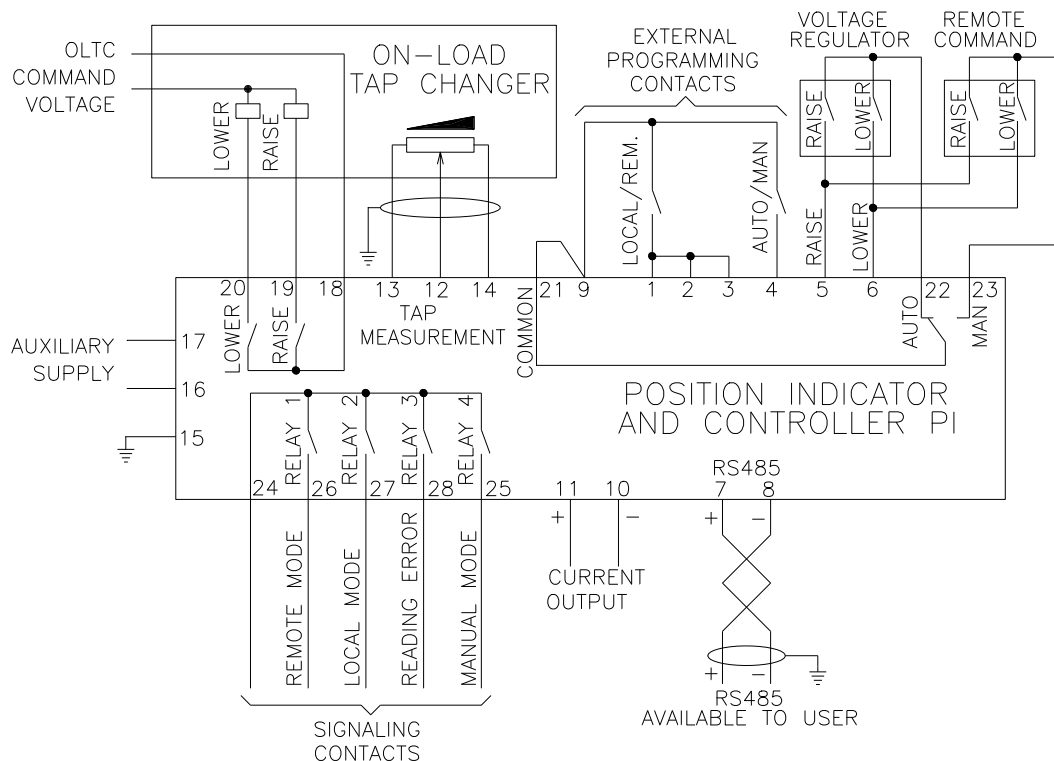 OLTC
COMMAND
VOLTAGE
ON-LOAD
TAP CHANGER
LOWER
RAISE
EXTERNAL
PROGRAMMING
CONTACTS
LOCAL/REM.
AUTO/MAN
VOLTAGE
REGULATOR
REMOTE
COMMAND
RAISE
LOWER
RAISE
LOWER
RAISE
LOWER
20 19 18 13 12 14 21 9 1 2 3 4 5 6 22 23
TAP
MEASUREMENT
COMMON
AUTO
MAN
LOWER
RAISE
AUXILIARY
SUPPLY
17
16
15
POSITION INDICATOR
AND CONTROLLER PI
RELAY 1
RELAY 2
RELAY 3
RELAY 4
RS485
24 26 27 28 25 11 10 7 8
+ − + −
REMOTE MODE
LOCAL MODE
READING ERROR
MANUAL MODE
CURRENT
OUTPUT
+ −
RS485
AVAILABLE TO USER
SIGNALING
CONTACTS